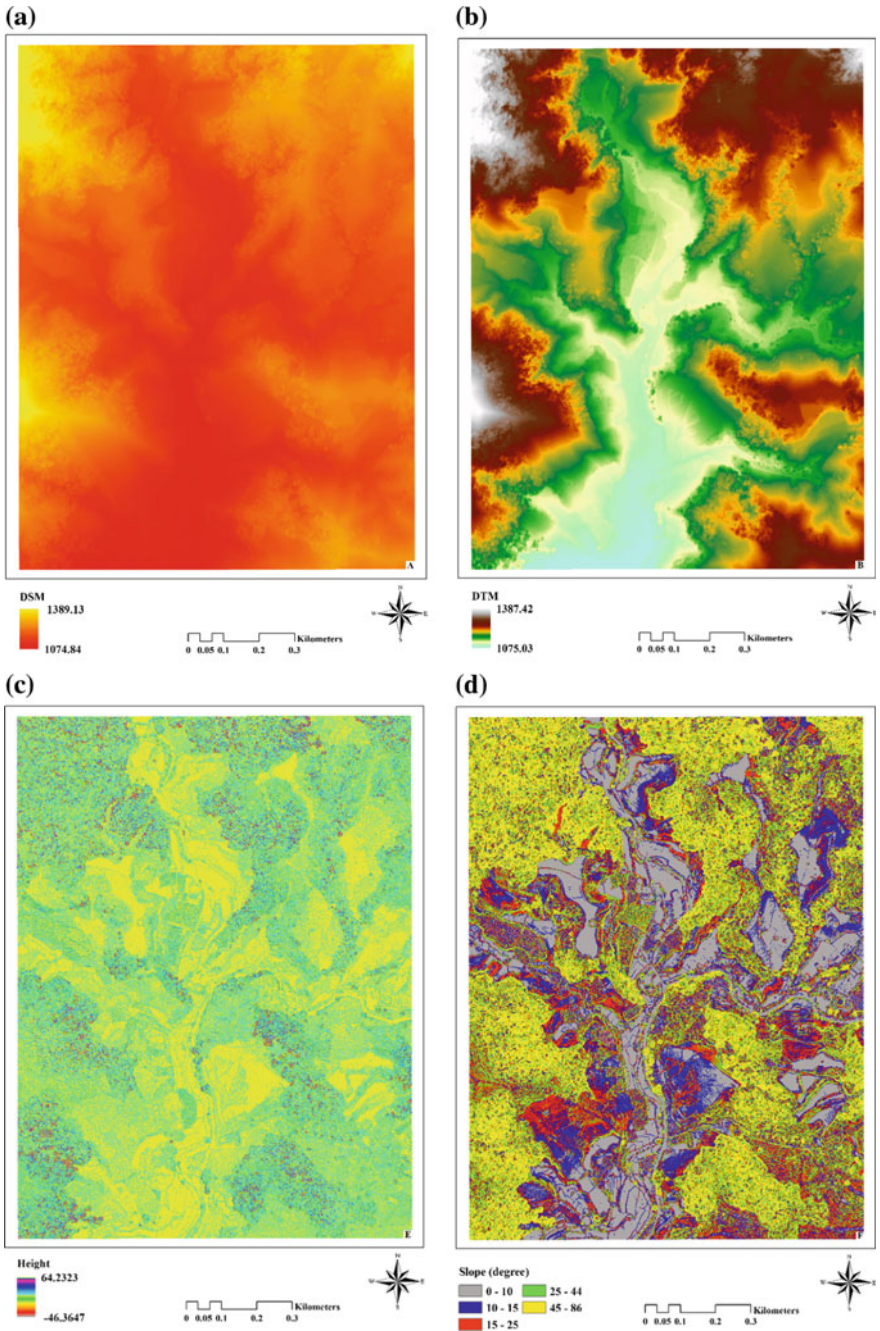 (a)
(b)
A
B
DSM
1389.13
1074.84
N
W E
S
Kilometers
0 0.05 0.1 0.2 0.3
DTM
1387.42
1075.03
N
W E
S
Kilometers
0 0.05 0.1 0.2 0.3
(c)
(d)
E
F
Height
64.2323
-46.3647
N
W E
S
Kilometers
0 0.05 0.1 0.2 0.3
Slope (degree)
0 - 10
10 - 15
15 - 25
25 - 44
45 - 86
N
W E
S
Kilometers
0 0.05 0.1 0.2 0.3